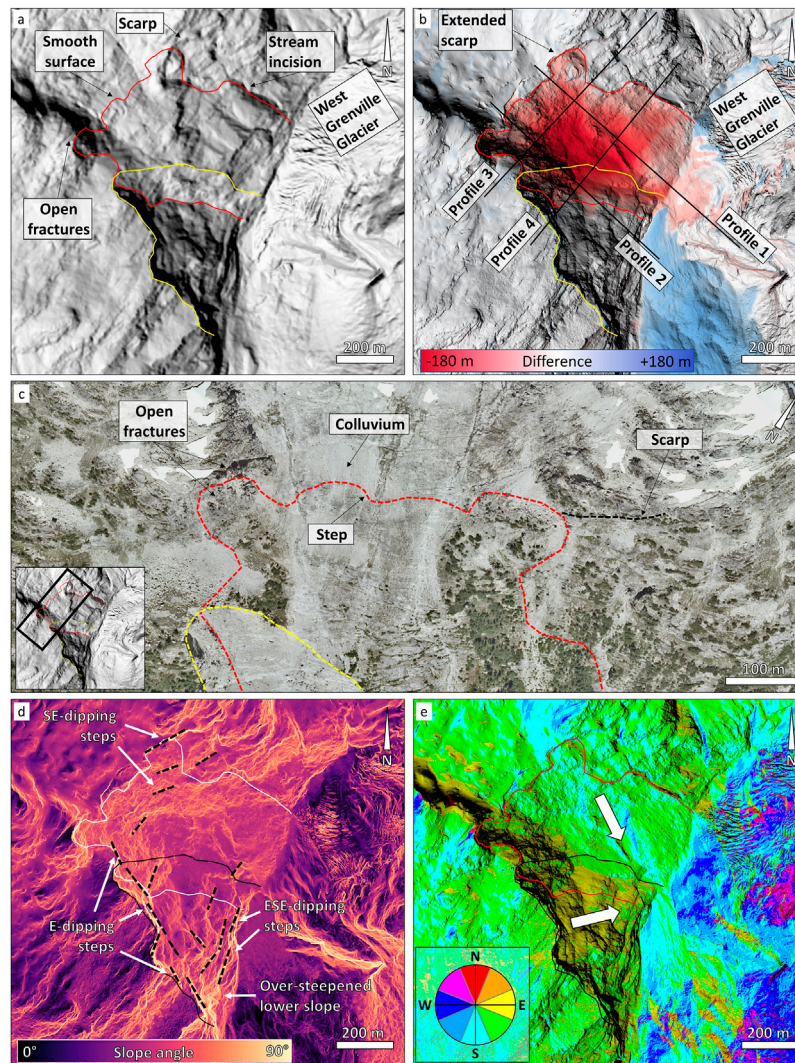 a
Scarp
Smooth
surface
Stream
incision
N
West
Grenville
Glacier
Open
fractures
200 m
b
Extended
scarp
N
West
Grenville
Glacier
Profile 3
Profile 4
Profile 2
Profile 1
-180 m
Difference
+180 m
200 m
c
Open
fractures
Colluvium
Scarp
N
Step
100 m
d
SE-dipping
steps
N
E-dipping
steps
ESE-dipping
steps
Over-steepened
lower slope
0°
Slope angle
90°
200 m
e
N
N
W
E
S
200 m